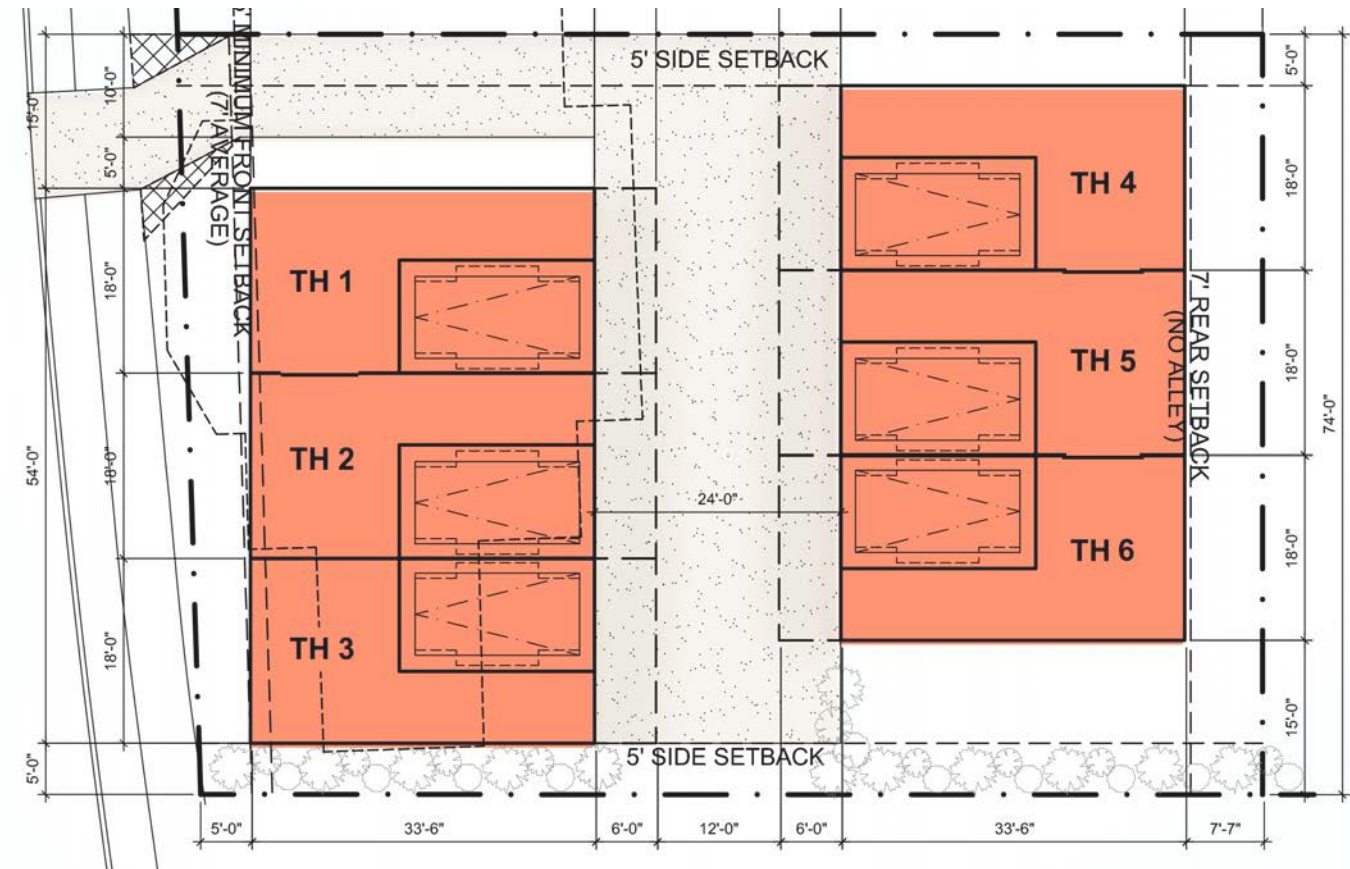 5' SIDE SETBACK
' MINIMUM FRONT SETBACK
(7' AVERAGE)
15'-0"
10'-0"
5'-0"
5'-0"
TH 1
TH 4
18'-0"
18'-0"
7' REAR SETBACK
(NO ALLEY)
TH 2
TH 5
18'-0"
18'-0"
54'-0"
74'-0"
24'-0"
TH 3
TH 6
18'-0"
18'-0"
15'-0"
5'-0"
5' SIDE SETBACK
5'-0"
33'-6"
6'-0"
12'-0"
6'-0"
33'-6"
7'-7"